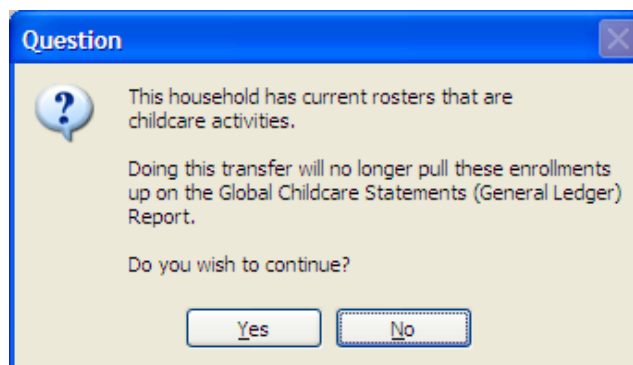 Question
This household has current rosters that are
childcare activities.
Doing this transfer will no longer pull these enrollments
up on the Global Childcare Statements (General Ledger)
Report.
Do you wish to continue?
Yes
No